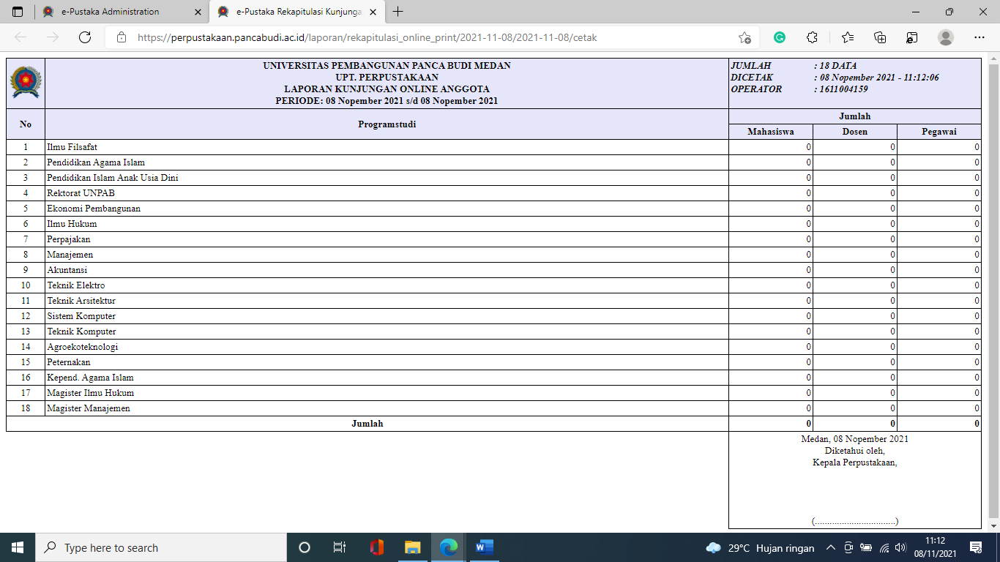 e-Pustaka Administration
e-Pustaka Rekapitulasi Kunjunga
https://perpustakaan.pancabudi.ac.id/laporan/rekapitulasi_online_print/2021-11-08/2021-11-08/cetak
UNIVERSITAS PEMBANGUNAN PANCA BUDI MEDAN
UPT. PERPUSTAKAAN
LAPORAN KUNJUNGAN ONLINE ANGGOTA
PERIODE: 08 Nopember 2021 s/d 08 Nopember 2021
JUMLAH : 18 DATA
DICETAK : 08 Nopember 2021 - 11:12:06
OPERATOR : 1611004159
No Programstudi Jumlah
Mahasiswa Dosen Pegawai
1 Ilmu Filsafat 0 0 0
2 Pendidikan Agama Islam 0 0 0
3 Pendidikan Islam Anak Usia Dini 0 0 0
4 Rektorat UNPAB 0 0 0
5 Ekonomi Pembangunan 0 0 0
6 Ilmu Hukum 0 0 0
7 Perpajakan 0 0 0
8 Manajemen 0 0 0
9 Akuntansi 0 0 0
10 Teknik Elektro 0 0 0
11 Teknik Arsitektur 0 0 0
12 Sistem Komputer 0 0 0
13 Teknik Komputer 0 0 0
14 Agroekoteknologi 0 0 0
15 Peternakan 0 0 0
16 Kepend. Agama Islam 0 0 0
17 Magister Ilmu Hukum 0 0 0
18 Magister Manajemen 0 0 0
Jumlah 0 0 0
Medan, 08 Nopember 2021
Diketahui oleh,
Kepala Perpustakaan,
(.................................)
Type here to search
29°C Hujan ringan
11:12
08/11/2021